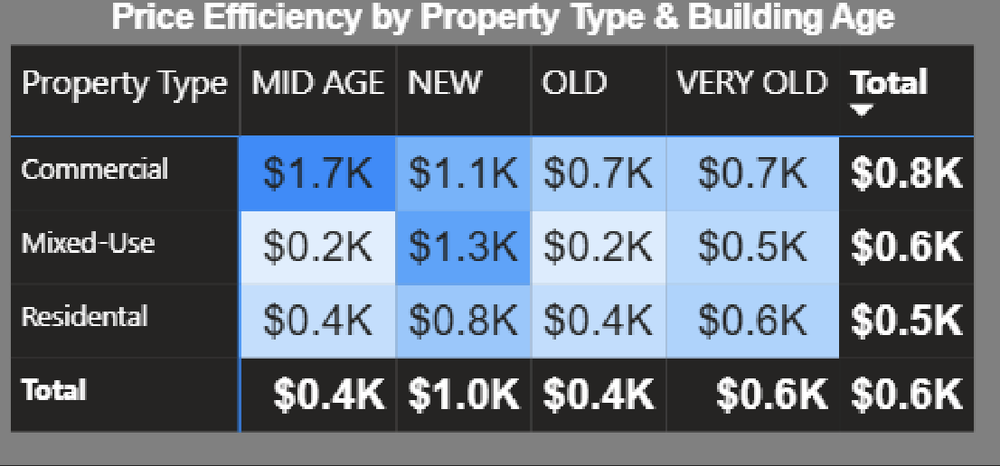 Price Efficiency by Property Type & Building Age
Property Type MID AGE NEW OLD VERY OLD Total
Commercial $1.7K $1.1K $0.7K $0.7K $0.8K
Mixed-Use $0.2K $1.3K $0.2K $0.5K $0.6K
Residental $0.4K $0.8K $0.4K $0.6K $0.5K
Total $0.4K $1.0K $0.4K $0.6K $0.6K